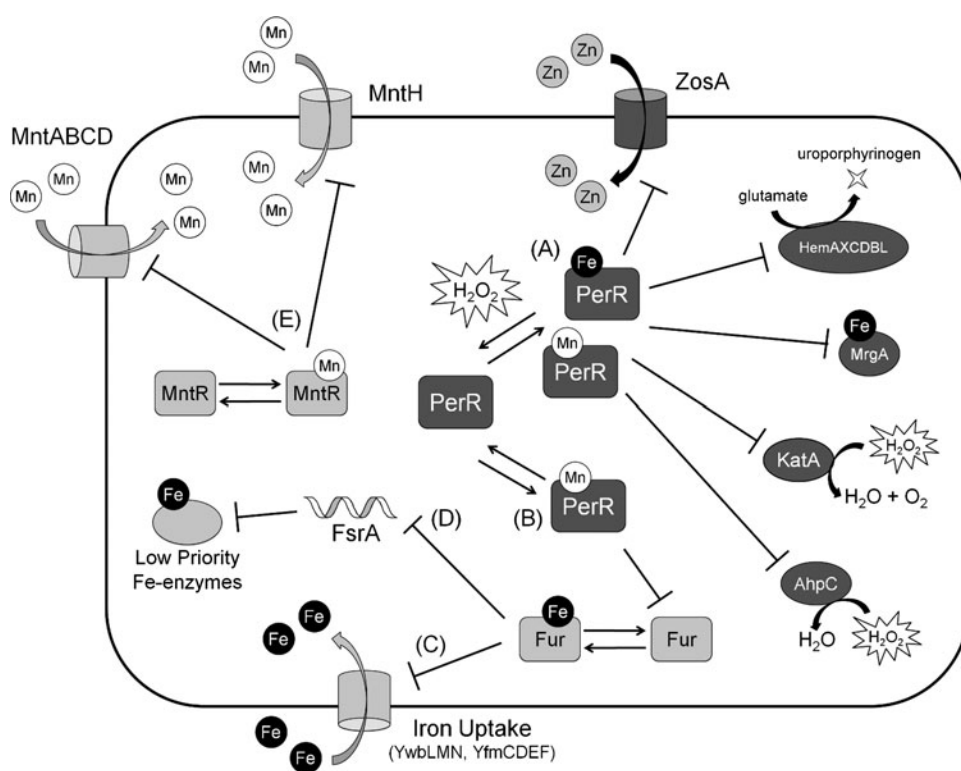 Mn
Mn
MntH
Zn
Zn
ZosA
MntABCD
Mn
Mn
Mn
Mn
Mn
Mn
Zn
Zn
uroporphyrinogen
glutamate
HemAXCDBL
(A)
Fe
PerR
H2O2
Fe
MrgA
(E)
Mn
MntR
MntR
Mn
PerR
PerR
KatA
H2O2
H2O + O2
Mn
PerR
(B)
Fe
FsrA
(D)
Low Priority
Fe-enzymes
AhpC
H2O
H2O2
Fe
Fur
Fur
(C)
Fe
Fe
Fe
Fe
Iron Uptake
(YwbLMN, YfmCDEF)